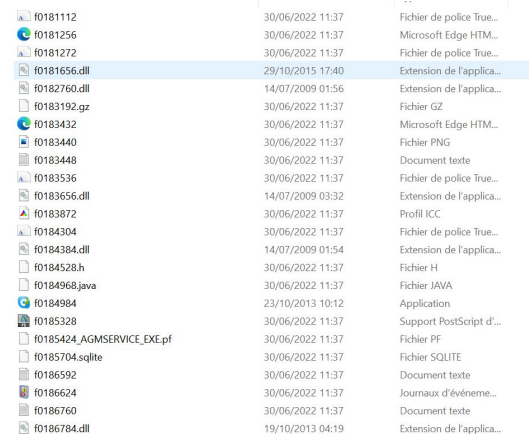 f0181112 30/06/2022 11:37 Fichier de police True...
f0181256 30/06/2022 11:37 Microsoft Edge HTM...
f0181272 30/06/2022 11:37 Fichier de police True...
f0181656.dll 29/10/2015 17:40 Extension de l'applica...
f0182760.dll 14/07/2009 01:56 Extension de l'applica...
f0183192.gz 30/06/2022 11:37 Fichier GZ
f0183432 30/06/2022 11:37 Microsoft Edge HTM...
f0183440 30/06/2022 11:37 Fichier PNG
f0183448 30/06/2022 11:37 Document texte
f0183536 30/06/2022 11:37 Fichier de police True...
f0183656.dll 14/07/2009 03:32 Extension de l'applica...
f0183872 30/06/2022 11:37 Profil ICC
f0184304 30/06/2022 11:37 Fichier de police True...
f0184384.dll 14/07/2009 01:54 Extension de l'applica...
f0184528.h 30/06/2022 11:37 Fichier H
f0184968.java 30/06/2022 11:37 Fichier JAVA
f0184984 23/10/2013 10:12 Application
f0185328 30/06/2022 11:37 Support PostScript d'...
f0185424_AGMSERVICE_EXE.pf 30/06/2022 11:37 Fichier PF
f0185704.sqlite 30/06/2022 11:37 Fichier SQLITE
f0186592 30/06/2022 11:37 Document texte
f0186624 30/06/2022 11:37 Journaux d'événeme...
f0186760 30/06/2022 11:37 Document texte
f0186784.dll 19/10/2013 04:19 Extension de l'applica...